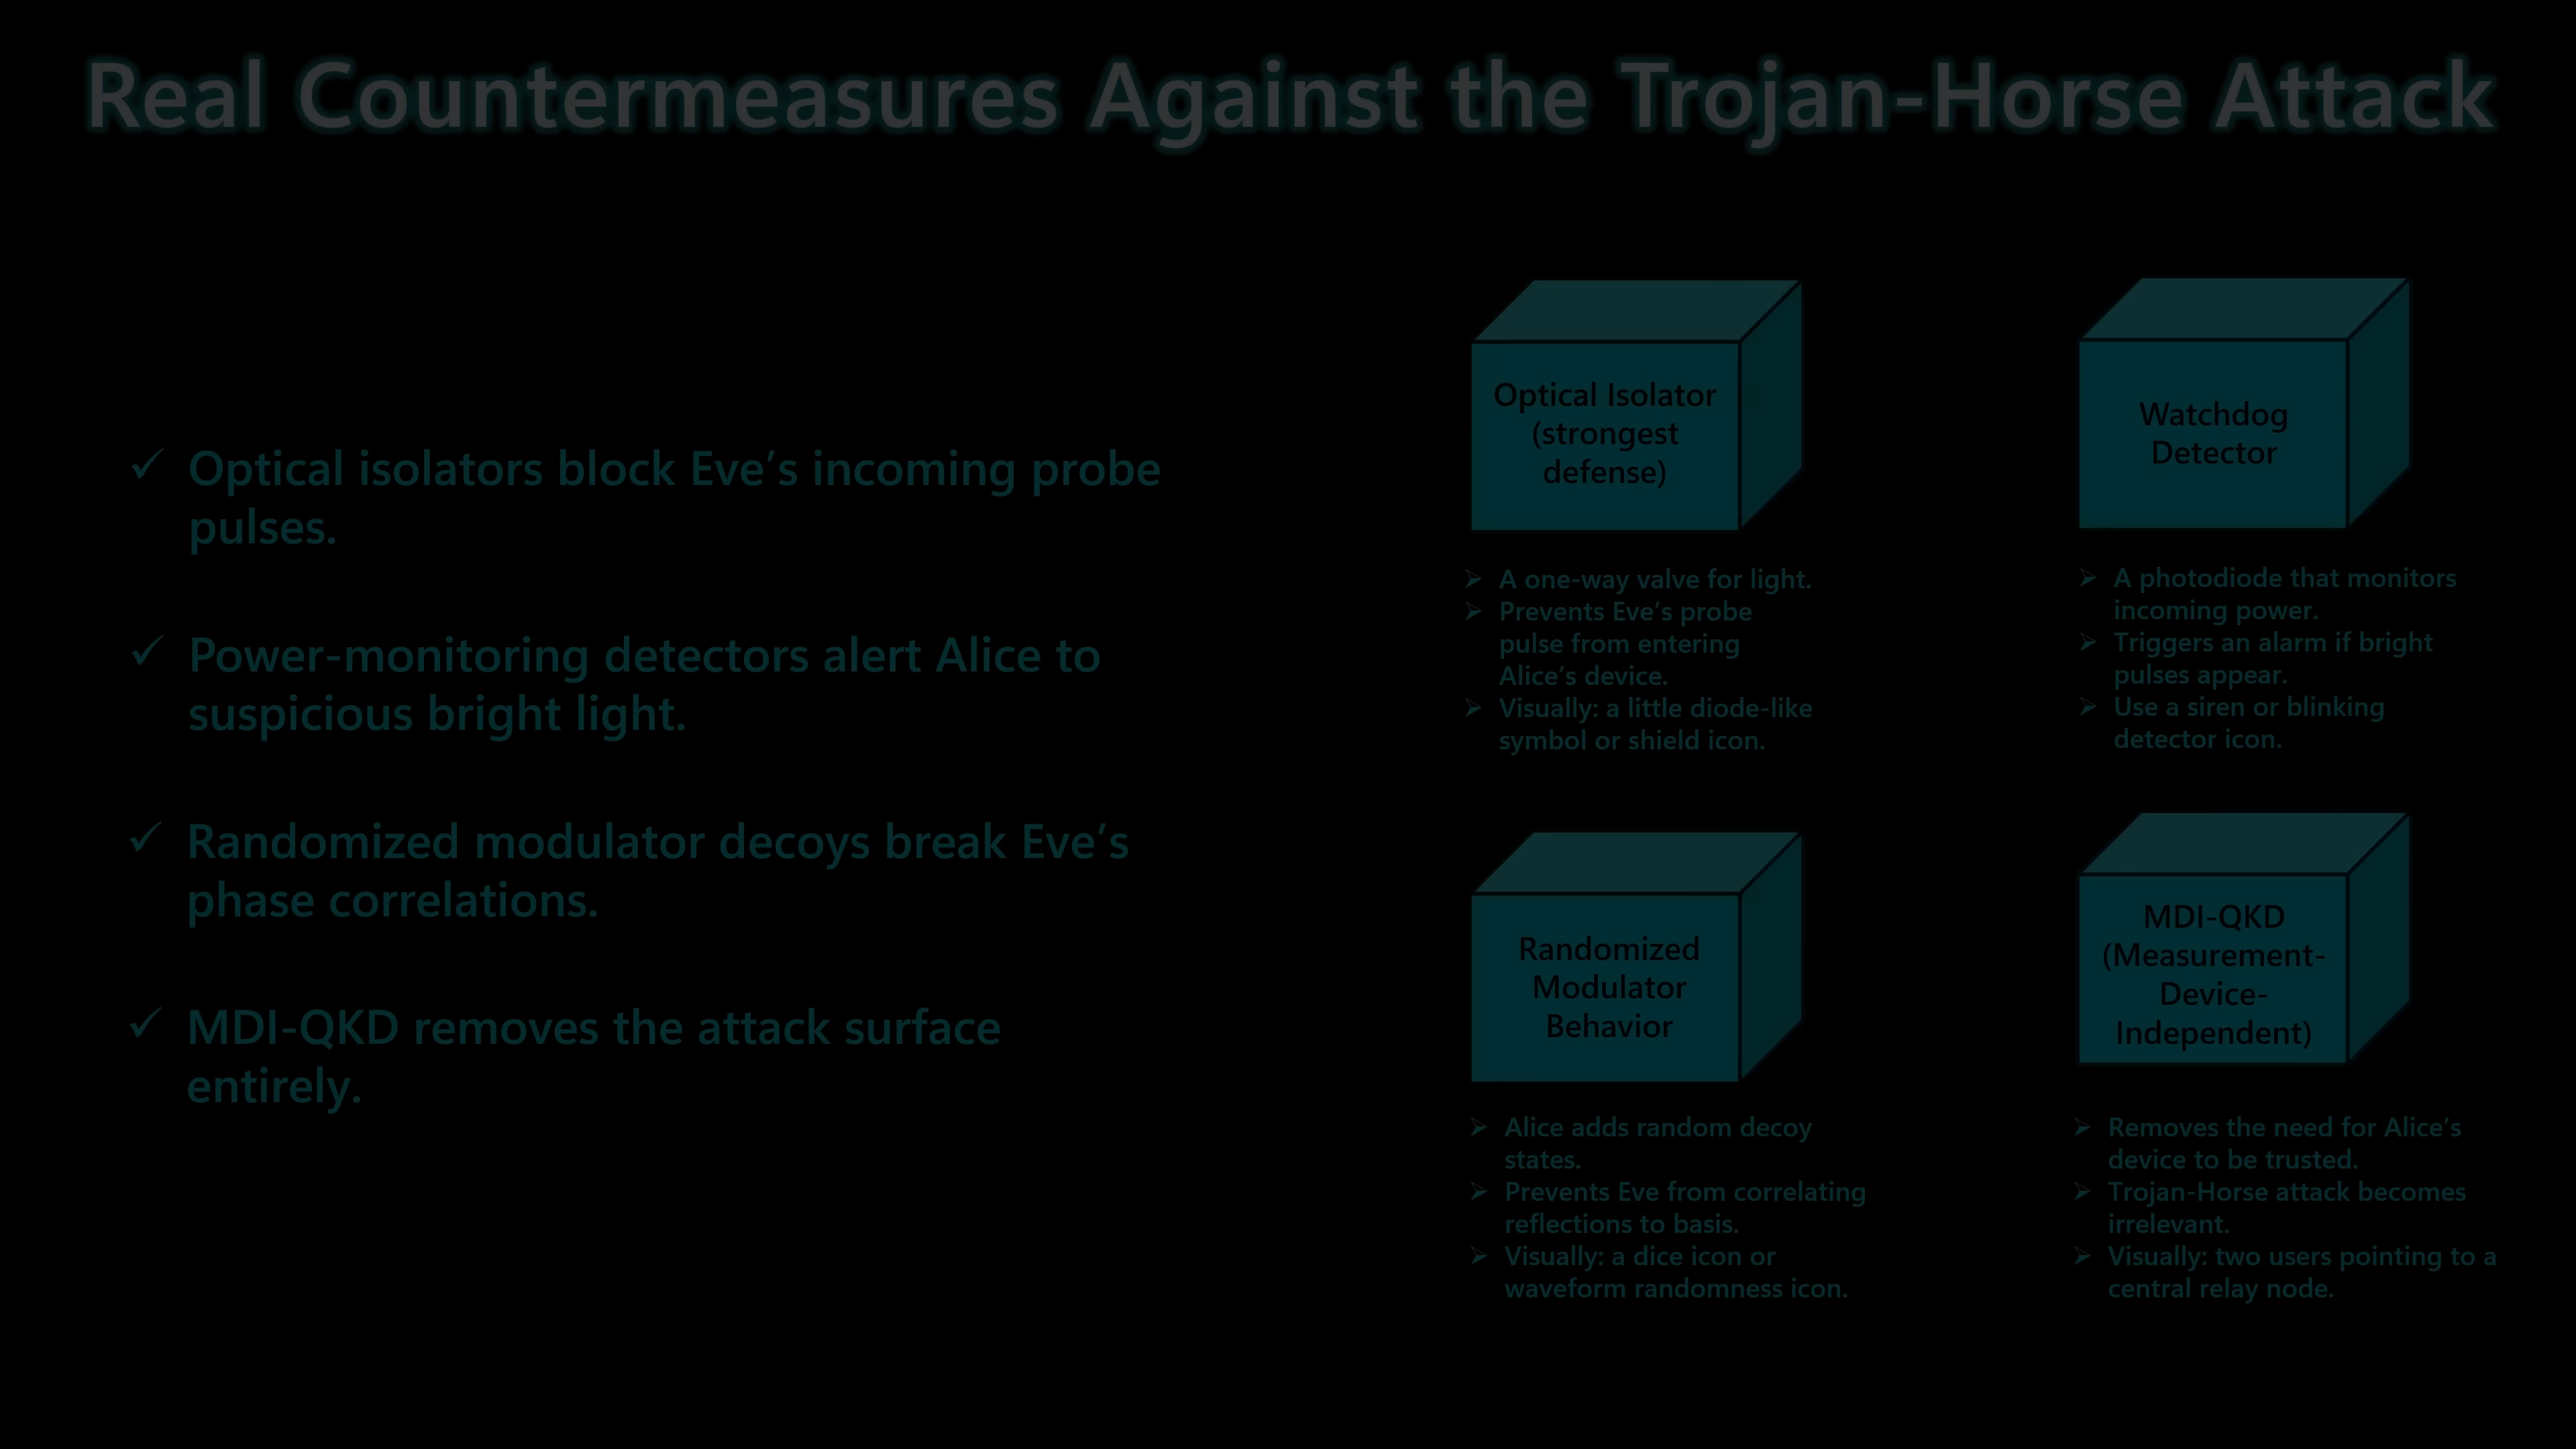 Real Countermeasures Against the Trojan-Horse Attack
✓ Optical isolators block Eve’s incoming probe
pulses.
✓ Power-monitoring detectors alert Alice to
suspicious bright light.
✓ Randomized modulator decoys break Eve’s
phase correlations.
✓ MDI-QKD removes the attack surface
entirely.
Optical Isolator
(strongest
defense)
➢ A one-way valve for light.
➢ Prevents Eve’s probe
pulse from entering
Alice’s device.
➢ Visually: a little diode-like
symbol or shield icon.
Watchdog
Detector
➢ A photodiode that monitors
incoming power.
➢ Triggers an alarm if bright
pulses appear.
➢ Use a siren or blinking
detector icon.
Randomized
Modulator
Behavior
➢ Alice adds random decoy
states.
➢ Prevents Eve from correlating
reflections to basis.
➢ Visually: a dice icon or
waveform randomness icon.
MDI-QKD
(Measurement-
Device-
Independent)
➢ Removes the need for Alice’s
device to be trusted.
➢ Trojan-Horse attack becomes
irrelevant.
➢ Visually: two users pointing to a
central relay node.